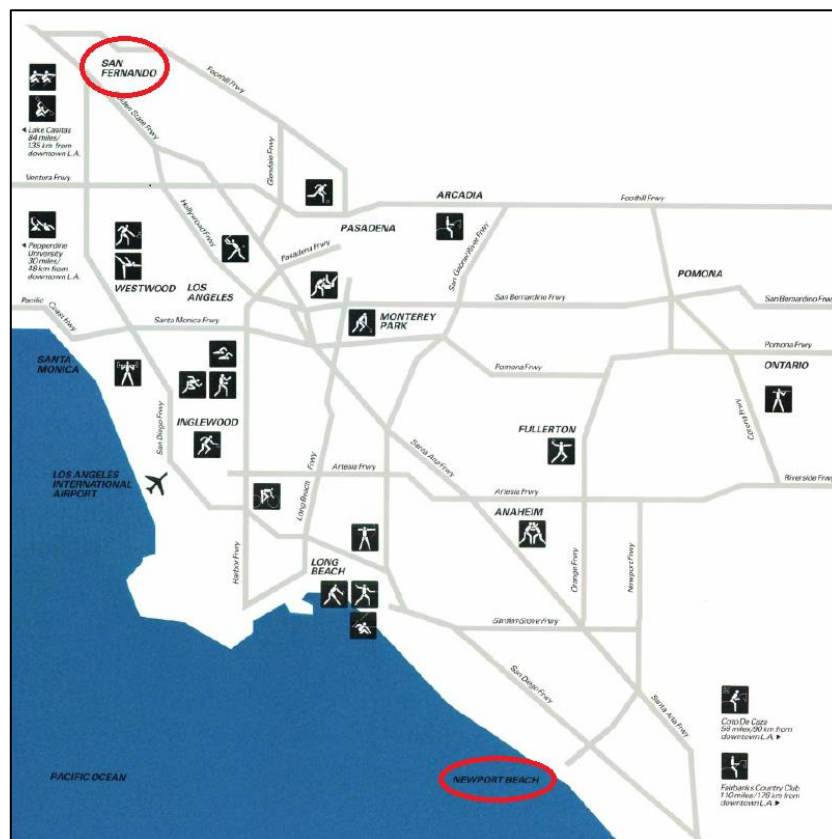 SAN
FERNANDO
Foothill Frwy
Golden State Frwy
◄ Lake Casitas
84 miles/
135 km from
downtown L.A.
Glendale Frwy
Ventura Frwy
ARCADIA
Foothill Frwy
Hollywood Frwy
PASADENA
San Gabriel River Frwy
◄ Pepperdine
University
30 miles/
48 km from
downtown L.A.
Pasadena Frwy
POMONA
WESTWOOD
LOS
ANGELES
San Bernardino Frwy
San Bernardino Frwy
Pacific
Coast Frwy
Santa Monica Frwy
MONTEREY
PARK
Pomona Frwy
SANTA
MONICA
Pomona Frwy
ONTARIO
Corona Frwy
San Diego Frwy
INGLEWOOD
FULLERTON
Santa Ana Frwy
LOS ANGELES
INTERNATIONAL
AIRPORT
Artesia Frwy
Frwy
Long Beach
Riverside Frwy
Artesia Frwy
ANAHEIM
Harbor Frwy
LONG
BEACH
Orange Frwy
Newport Frwy
Garden Grove Frwy
San Diego Frwy
Santa Ana Frwy
Coto De Caza
56 miles/90 km from
downtown L.A. ►
PACIFIC OCEAN
NEWPORT BEACH
Fairbanks Country Club
110 miles/176 km from
downtown L.A. ►